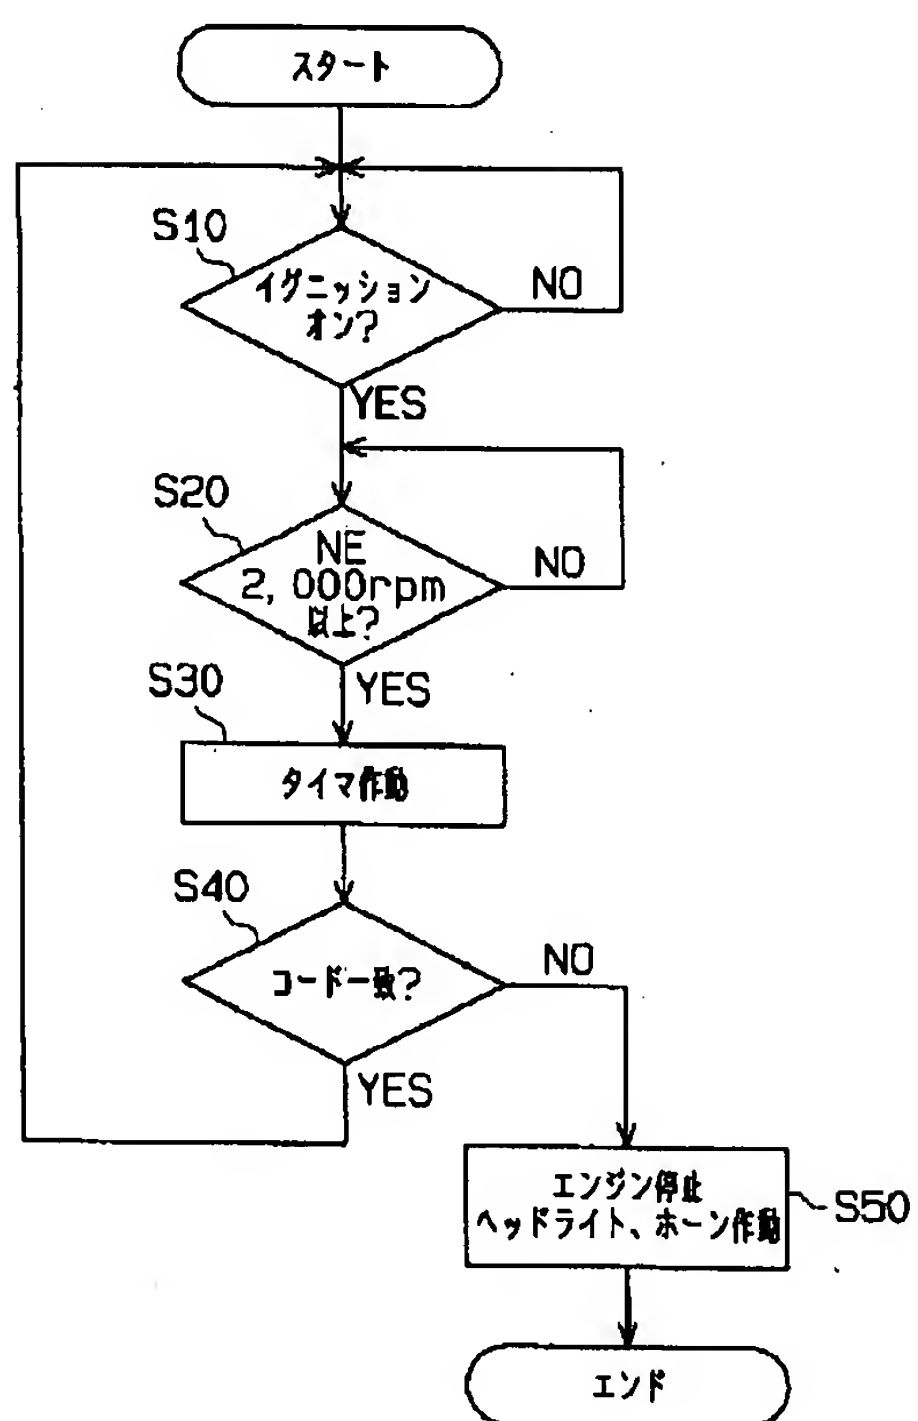 スタート
S10
イグニッション
オン?
NO
YES
S20
NE
2,000rpm
以上?
NO
YES
S30
タイマ作動
S40
コード一致?
NO
YES
エンジン停止
ヘッドライト、ホーン作動
S50
エンド